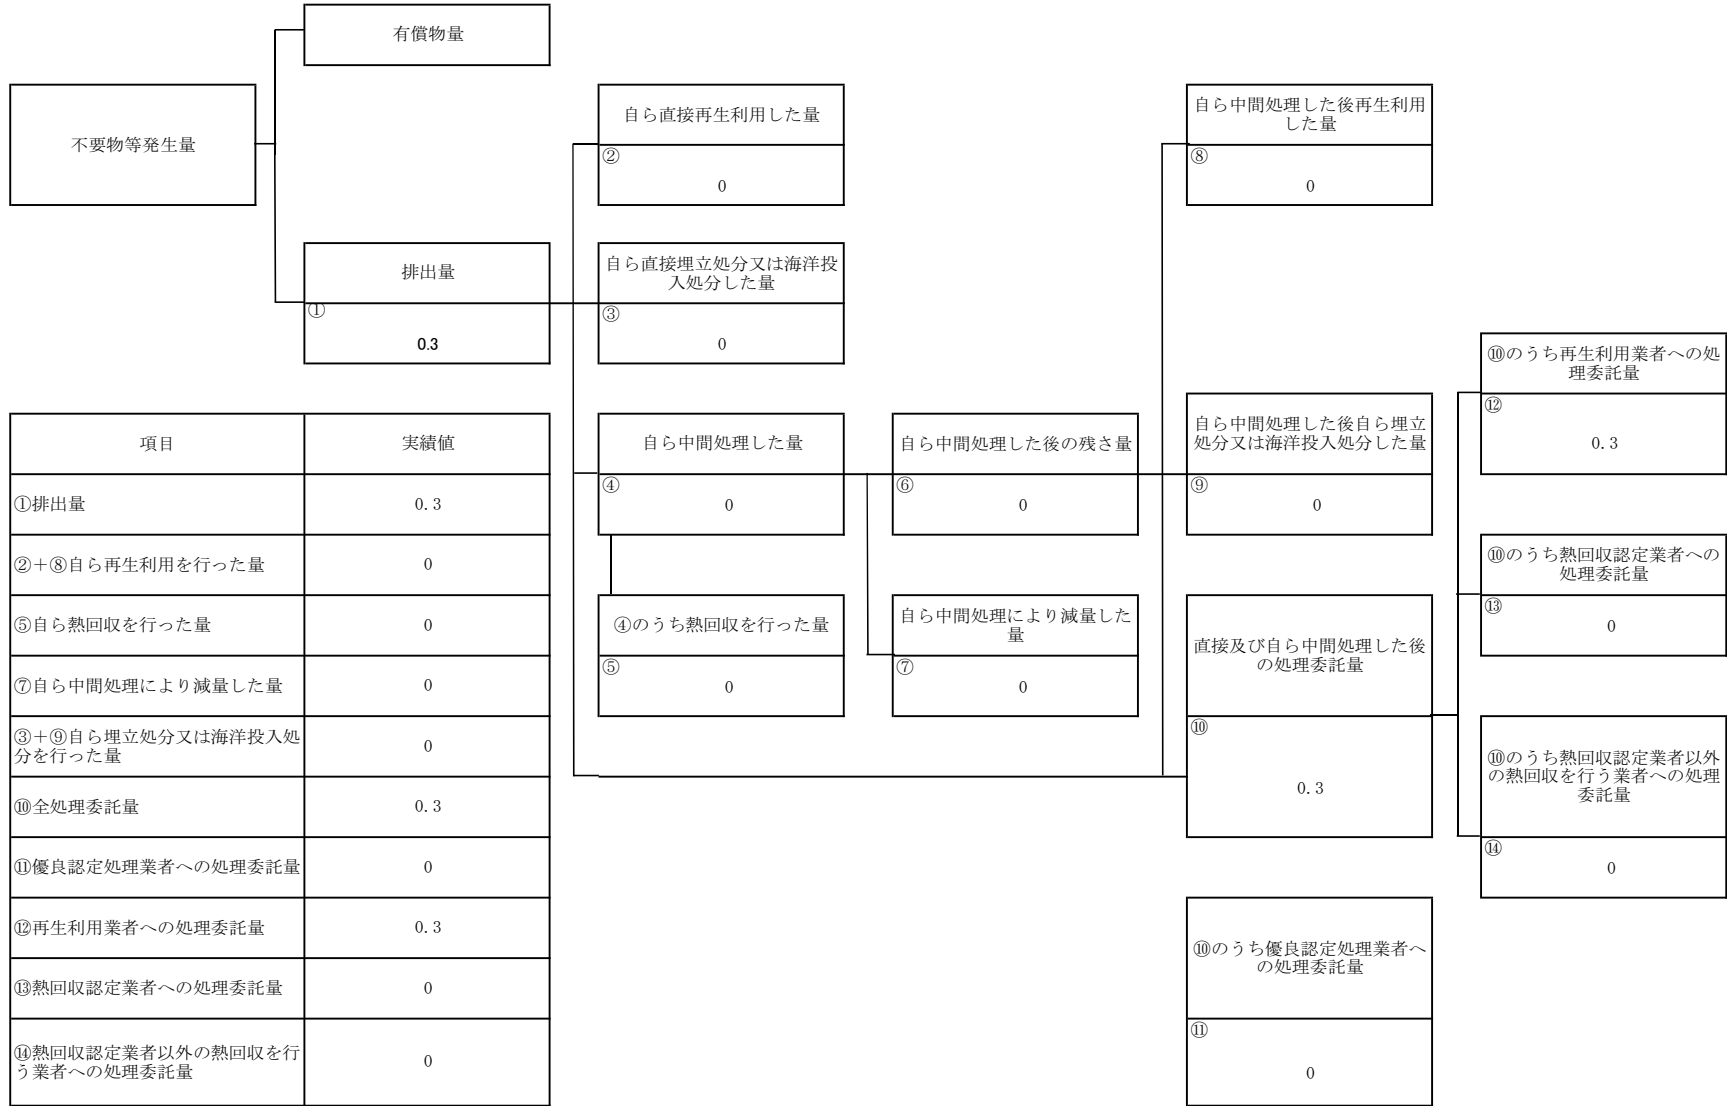 有償物量
不要物等発生量
自ら直接再生利用した量
②
0
自ら中間処理した後再生利用
した量
⑧
0
排出量
①
0.3
自ら直接埋立処分又は海洋投
入処分した量
③
0
⑩のうち再生利用業者への処
理委託量
⑫
0.3
項目
実績値
①排出量
0.3
②＋⑧自ら再生利用を行った量
0
⑤自ら熱回収を行った量
0
⑦自ら中間処理により減量した量
0
③＋⑨自ら埋立処分又は海洋投入処
分を行った量
0
⑩全処理委託量
0.3
⑪優良認定処理業者への処理委託量
0
⑫再生利用業者への処理委託量
0.3
⑬熱回収認定業者への処理委託量
0
⑭熱回収認定業者以外の熱回収を行
う業者への処理委託量
0
自ら中間処理した量
④
0
自ら中間処理した後の残さ量
⑥
0
自ら中間処理した後自ら埋立
処分又は海洋投入処分した量
⑨
0
④のうち熱回収を行った量
⑤
0
自ら中間処理により減量した
量
⑦
0
直接及び自ら中間処理した後
の処理委託量
⑩
0.3
⑩のうち熱回収認定業者への
処理委託量
⑬
0
⑩のうち熱回収認定業者以外
の熱回収を行う業者への処理
委託量
⑭
0
⑩のうち優良認定処理業者へ
の処理委託量
⑪
0